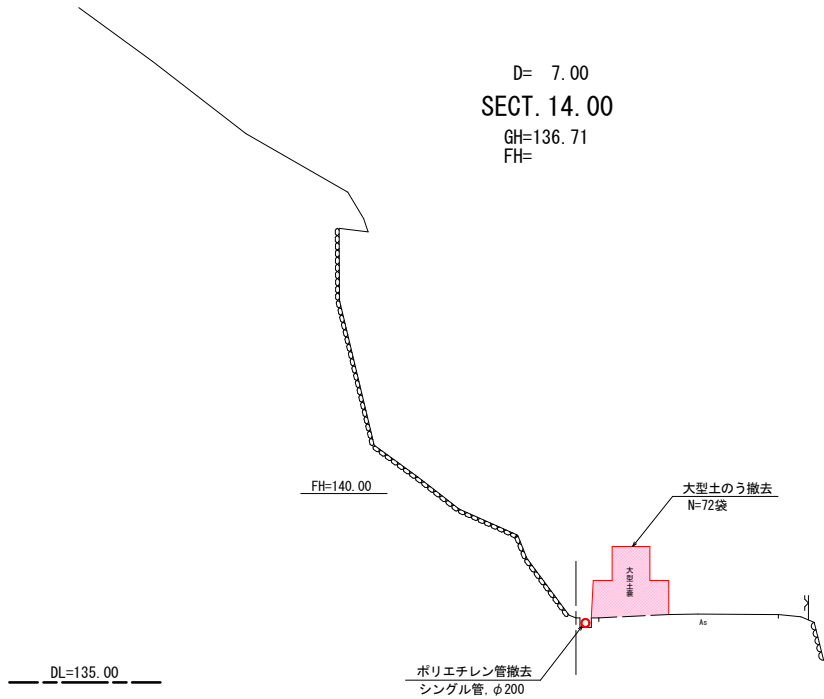 D= 7.00
SECT.14.00
GH=136.71
FH=
FH=140.00
大型土のう撤去
N=72袋
大型土嚢
As
ポリエチレン管撤去
シングル管,φ200
DL=135.00